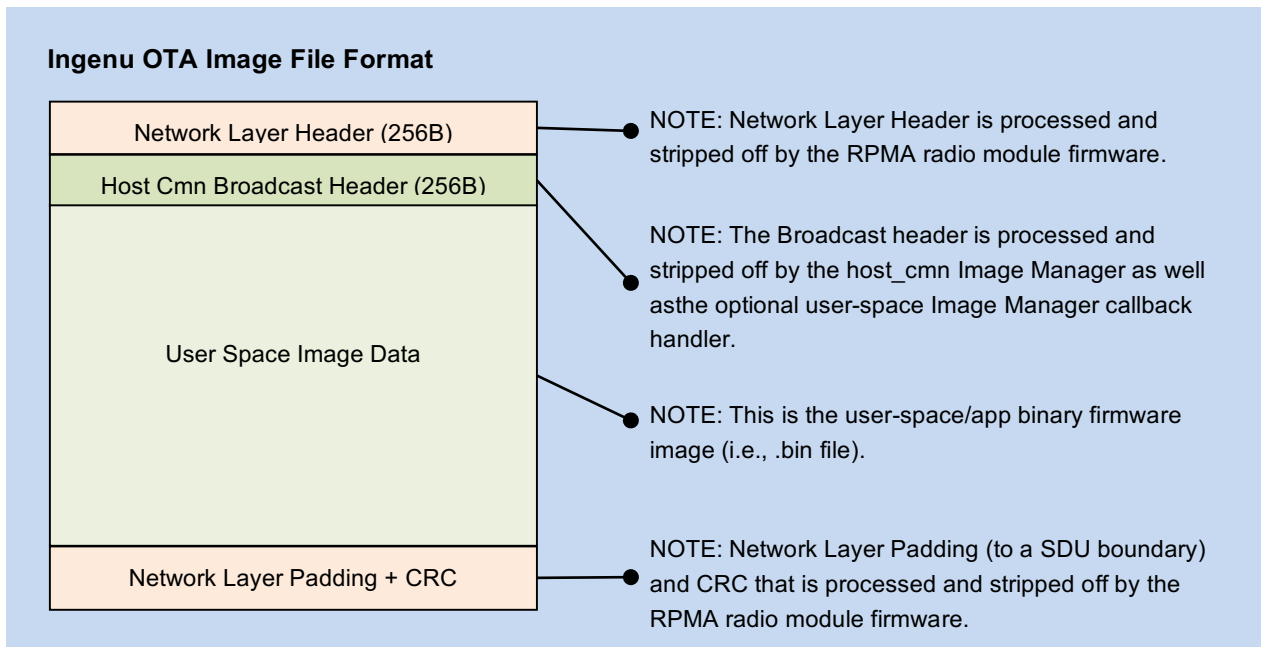 Ingenu OTA Image File Format
Network Layer Header (256B)
NOTE: Network Layer Header is processed and
stripped off by the RPMA radio module firmware.
Host Cmn Broadcast Header (256B)
NOTE: The Broadcast header is processed and
stripped off by the host_cmn Image Manager as well
asthe optional user-space Image Manager callback
handler.
User Space Image Data
NOTE: This is the user-space/app binary firmware
image (i.e., .bin file).
Network Layer Padding + CRC
NOTE: Network Layer Padding (to a SDU boundary)
and CRC that is processed and stripped off by the
RPMA radio module firmware.